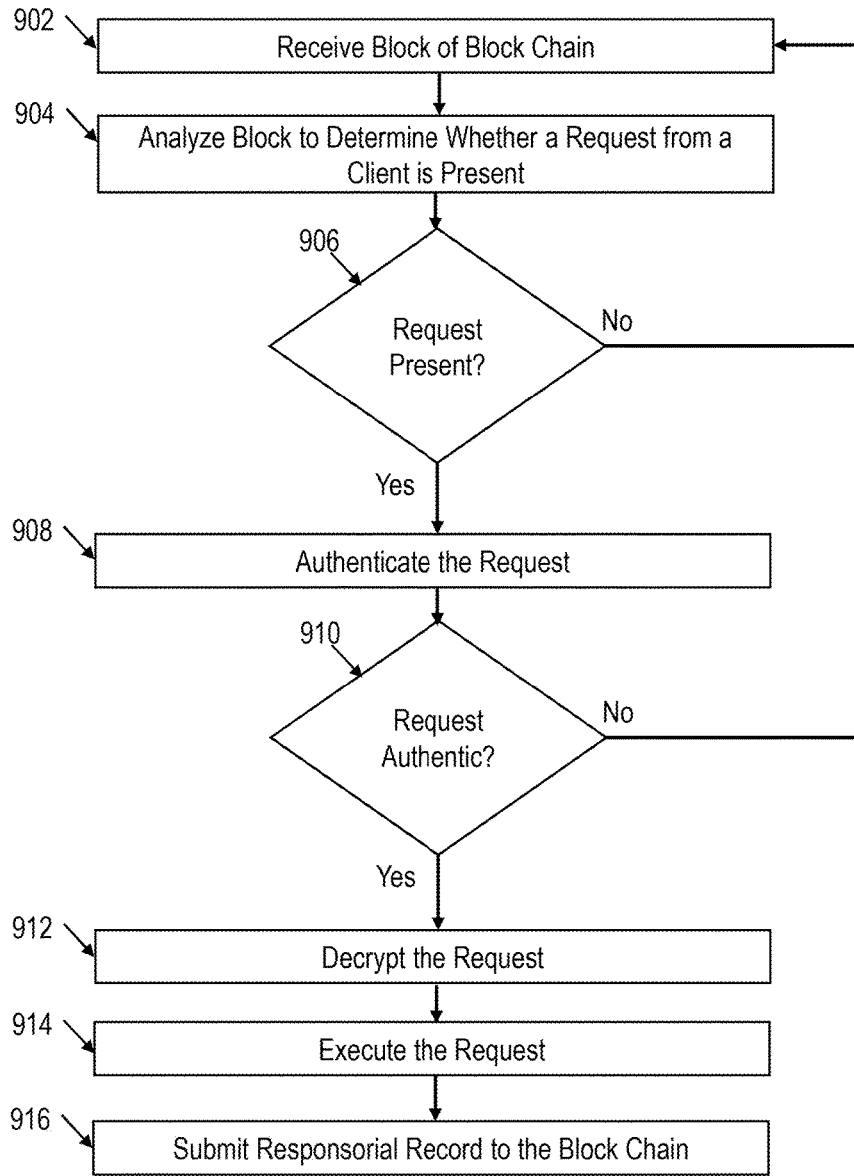 902
Receive Block of Block Chain
904
Analyze Block to Determine Whether a Request from a
Client is Present
906
Request
Present?
No
Yes
908
Authenticate the Request
910
Request
Authentic?
No
Yes
912
Decrypt the Request
914
Execute the Request
916
Submit Responsorial Record to the Block Chain